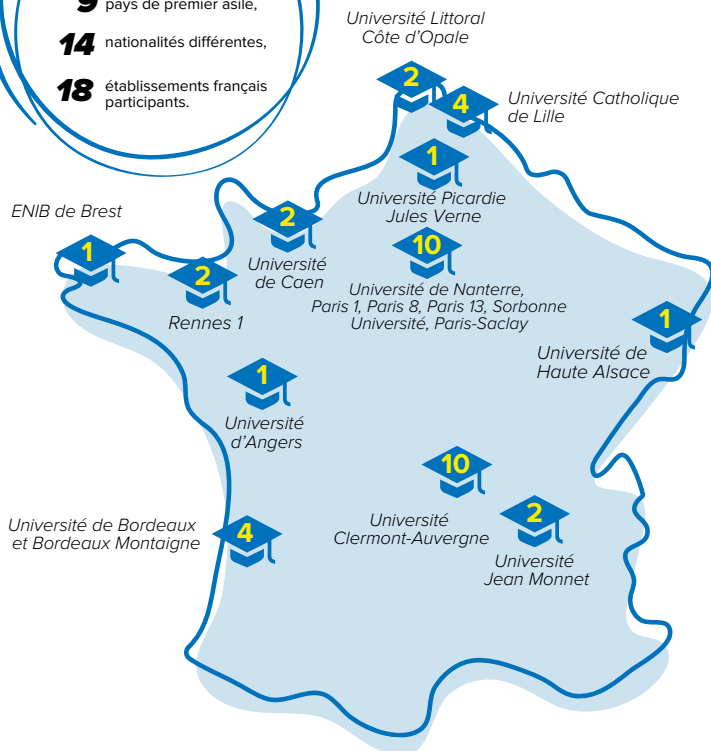 9 pays de premier asile,
14 nationalités différentes,
18 établissements français
participants.
Université Littoral
Côte d'Opale
2
4
Université Catholique
de Lille
1
Université Picardie
Jules Verne
ENIB de Brest
1
2
Université
de Caen
2
Rennes 1
10
Université de Nanterre,
Paris 1, Paris 8, Paris 13, Sorbonne
Université, Paris-Saclay
1
Université de
Haute Alsace
1
Université
d'Angers
10
Université
Clermont-Auvergne
2
Université
Jean Monnet
Université de Bordeaux
et Bordeaux Montaigne
4